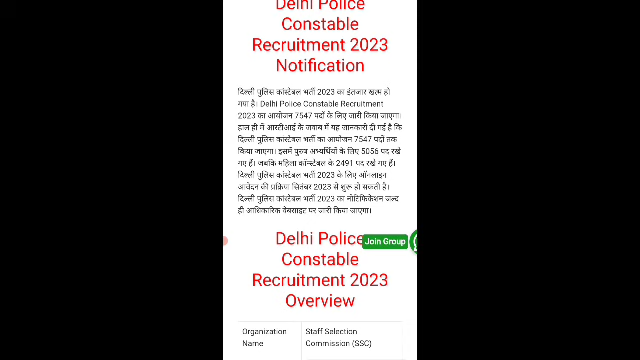 Delhi Police
Constable
Recruitment 2023
Notification
दिल्ली पुलिस कांस्टेबल भर्ती 2023 का इंतजार खत्म हो
गया है। Delhi Police Constable Recruitment
2023 का आयोजन 7547 पदों के लिए जारी किया जाएगा।
हाल ही में आरटीआई के जवाब में यह जानकारी दी गई है कि
दिल्ली पुलिस कांस्टेबल भर्ती का आयोजन 7547 पदों तक
किया जाएगा। इसमें पुरुष अभ्यर्थियों के लिए 5056 पद रखे
गए हैं। जबकि महिला कॉन्स्टेबल के 2491 पद रखे गए हैं।
दिल्ली पुलिस कांस्टेबल भर्ती 2023 के लिए ऑनलाइन
आवेदन की प्रक्रिया सितंबर 2023 से शुरू हो सकती है।
दिल्ली पुलिस कांस्टेबल भर्ती 2023 का नोटिफिकेशन जल्द
ही आधिकारिक वेबसाइट पर जारी किया जाएगा।
Delhi Police
Join Group
Constable
Recruitment 2023
Overview
Organization Name
Staff Selection Commission (SSC)